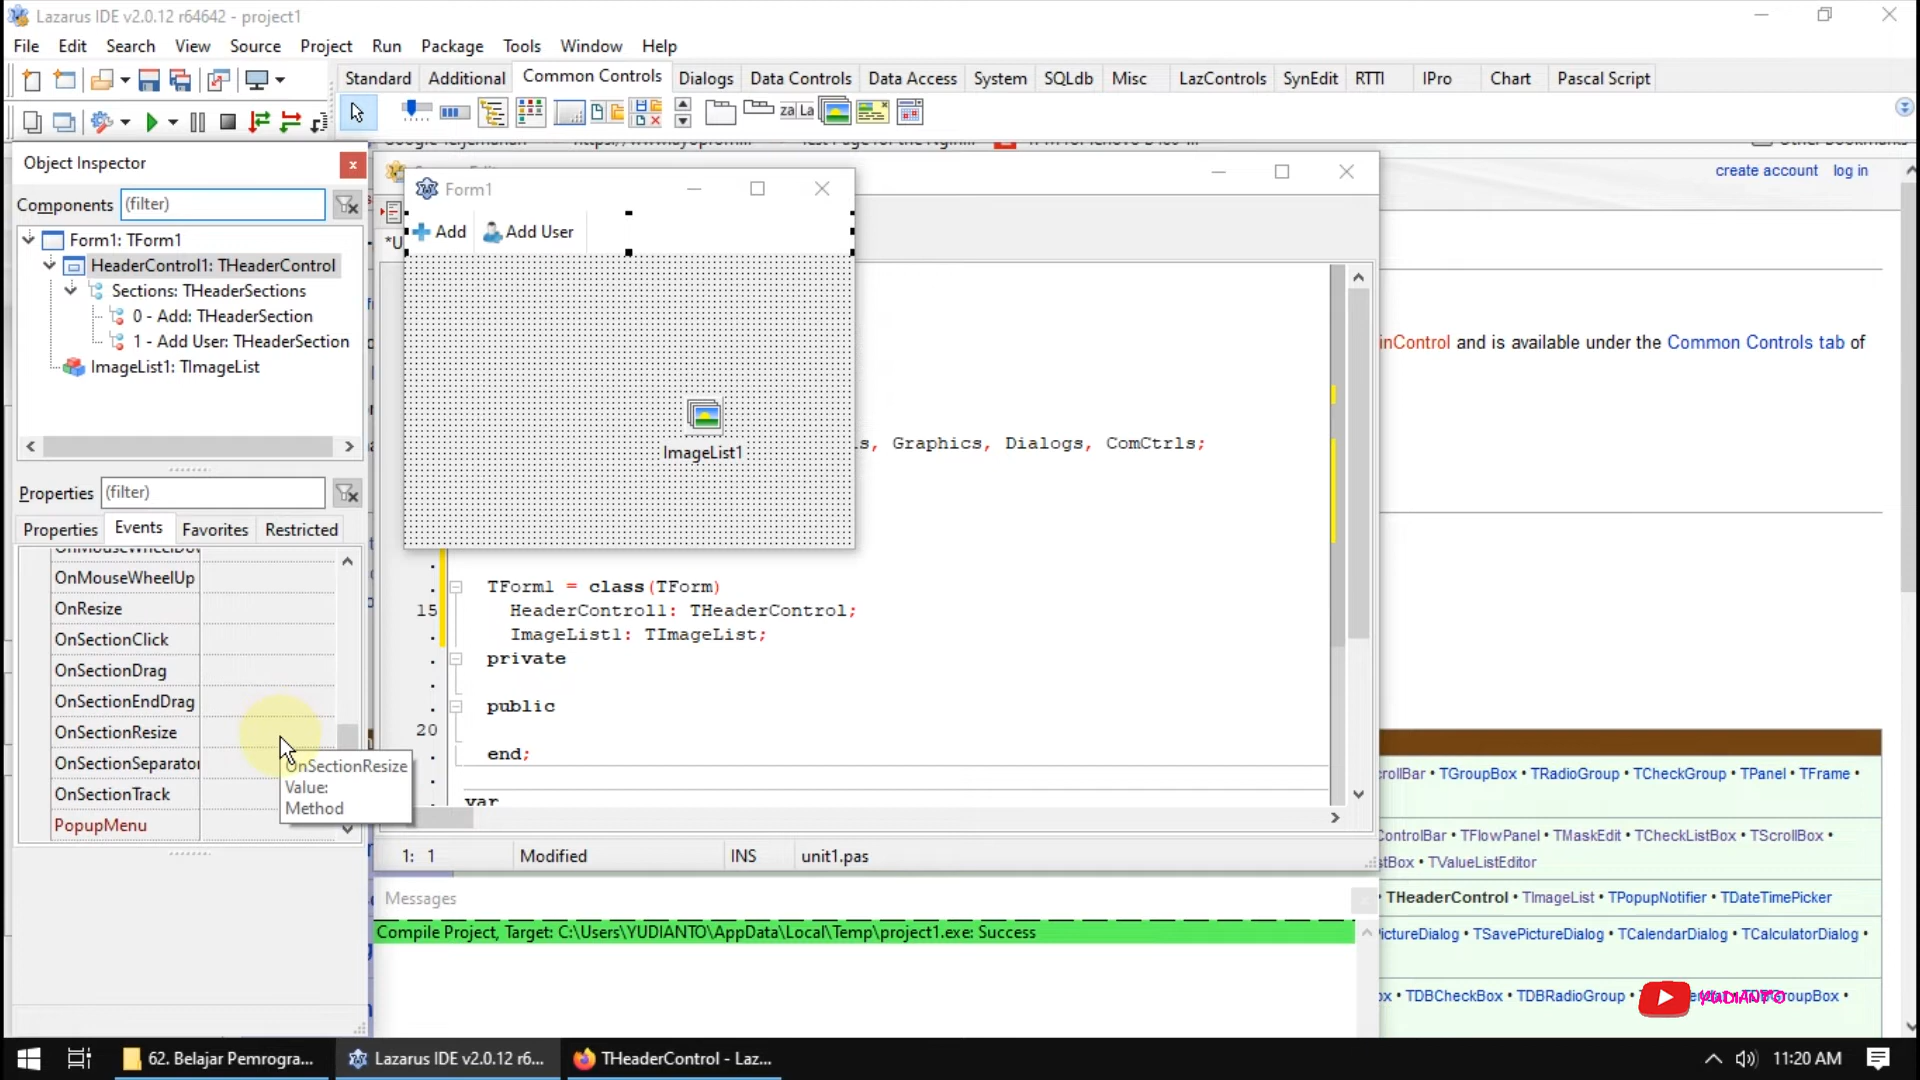 Lazarus IDE v2.0.12 r64642 - project1
File Edit Search View Source Project Run Package Tools Window Help
Standard Additional Common Controls Dialogs Data Controls Data Access System SQLdb Misc LazControls SynEdit RTTI IPro Chart Pascal Script
Object Inspector
Components (filter)
Form1: TForm1
HeaderControl1: THeaderControl
Sections: THeaderSections
0 - Add: THeaderSection
1 - Add User: THeaderSection
ImageList1: TImageList
Properties (filter)
Properties Events Favorites Restricted
OnMouseWheelUp
OnResize
OnSectionClick
OnSectionDrag
OnSectionEndDrag
OnSectionResize
OnSectionSeparator
OnSectionTrack
PopupMenu
OnSectionResize
Value:
Method
Form1
Add Add User
ImageList1
*U
s, Graphics, Dialogs, ComCtrls;
TForm1 = class(TForm)
15 HeaderControl1: THeaderControl;
ImageList1: TImageList;
private
public
20
end;
var
1: 1 Modified INS unit1.pas
Messages
Compile Project, Target: C:\Users\YUDIANTO\AppData\Local\Temp\project1.exe: Success
create account log in
inControl and is available under the Common Controls tab of
crollBar • TGroupBox • TRadioGroup • TCheckGroup • TPanel • TFrame •
ControlBar • TFlowPanel • TMaskEdit • TCheckListBox • TScrollBox •
stBox • TValueListEditor
• THeaderControl • TImageList • TPopupNotifier • TDateTimePicker
PictureDialog • TSavePictureDialog • TCalendarDialog • TCalculatorDialog •
ox • TDBCheckBox • TDBRadioGroup •
roupBox •
YUDIANTO
62. Belajar Pemrogra...
Lazarus IDE v2.0.12 r6...
THeaderControl - Laz...
11:20 AM